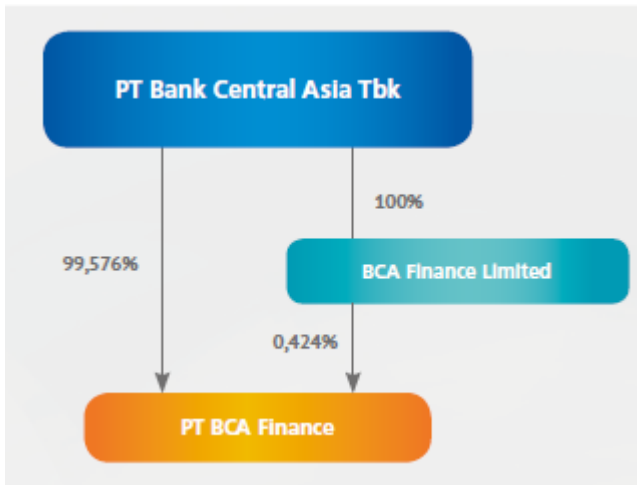 PT Bank Central Asia Tbk
100%
99,576%
BCA Finance Limited
0,424%
PT BCA Finance